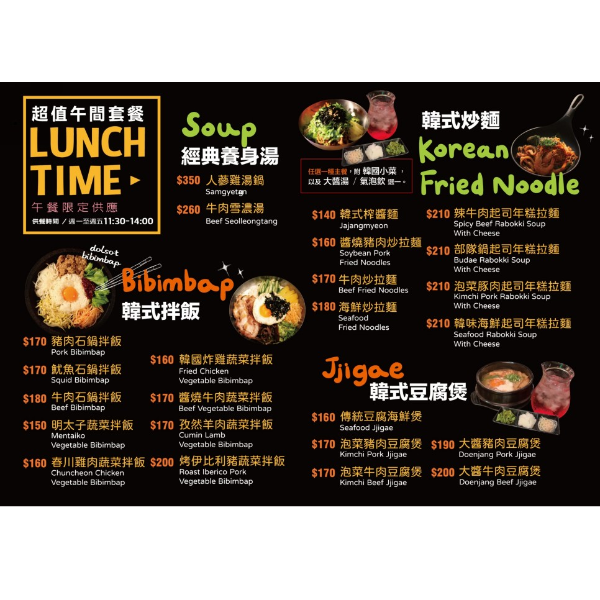 超值午間套餐
LUNCH
TIME
午餐限定供應
供餐時間 / 週一至週五11:30-14:00
Soup
經典養身湯
$350 人蔘雞湯鍋
Samgyetang
$260 牛肉雪濃湯
Beef Seolleongtang
任選一種主餐，附 韓國小菜，
以及 大醬湯 / 氣泡飲 選一。
韓式炒麵
Korean
Fried Noodle
$140 韓式榨醬麵
Jajangmyeon
$160 醬燒豬肉炒拉麵
Soybean Pork
Fried Noodles
$170 牛肉炒拉麵
Beef Fried Noodles
$180 海鮮炒拉麵
Seafood
Fried Noodles
$210 辣牛肉起司年糕拉麵
Spicy Beef Rabokki Soup
With Cheese
$210 部隊鍋起司年糕拉麵
Budae Rabokki Soup
With Cheese
$210 泡菜豚肉起司年糕拉麵
Kimchi Pork Rabokki Soup
With Cheese
$210 韓味海鮮起司年糕拉麵
Seafood Rabokki Soup
With Cheese
dolsot
bibimbap
Bibimbap
韓式拌飯
$170 豬肉石鍋拌飯
Pork Bibimbap
$170 魷魚石鍋拌飯
Squid Bibimbap
$180 牛肉石鍋拌飯
Beef Bibimbap
$150 明太子蔬菜拌飯
Mentaiko
Vegetable Bibimbap
$160 春川雞肉蔬菜拌飯
Chuncheon Chicken
Vegetable Bibimbap
$160 韓國炸雞蔬菜拌飯
Fried Chicken
Vegetable Bibimbap
$170 醬燒牛肉蔬菜拌飯
Beef Vegetable Bibimbap
$170 孜然羊肉蔬菜拌飯
Cumin Lamb
Vegetable Bibimbap
$200 烤伊比利豬蔬菜拌飯
Roast Iberico Pork
Vegetable Bibimbap
Jjigae
韓式豆腐煲
$160 傳統豆腐海鮮煲
Seafood Jjigae
$170 泡菜豬肉豆腐煲
Kimchi Pork Jjigae
$170 泡菜牛肉豆腐煲
Kimchi Beef Jjigae
$190 大醬豬肉豆腐煲
Doenjang Pork Jjigae
$200 大醬牛肉豆腐煲
Doenjang Beef Jjigae